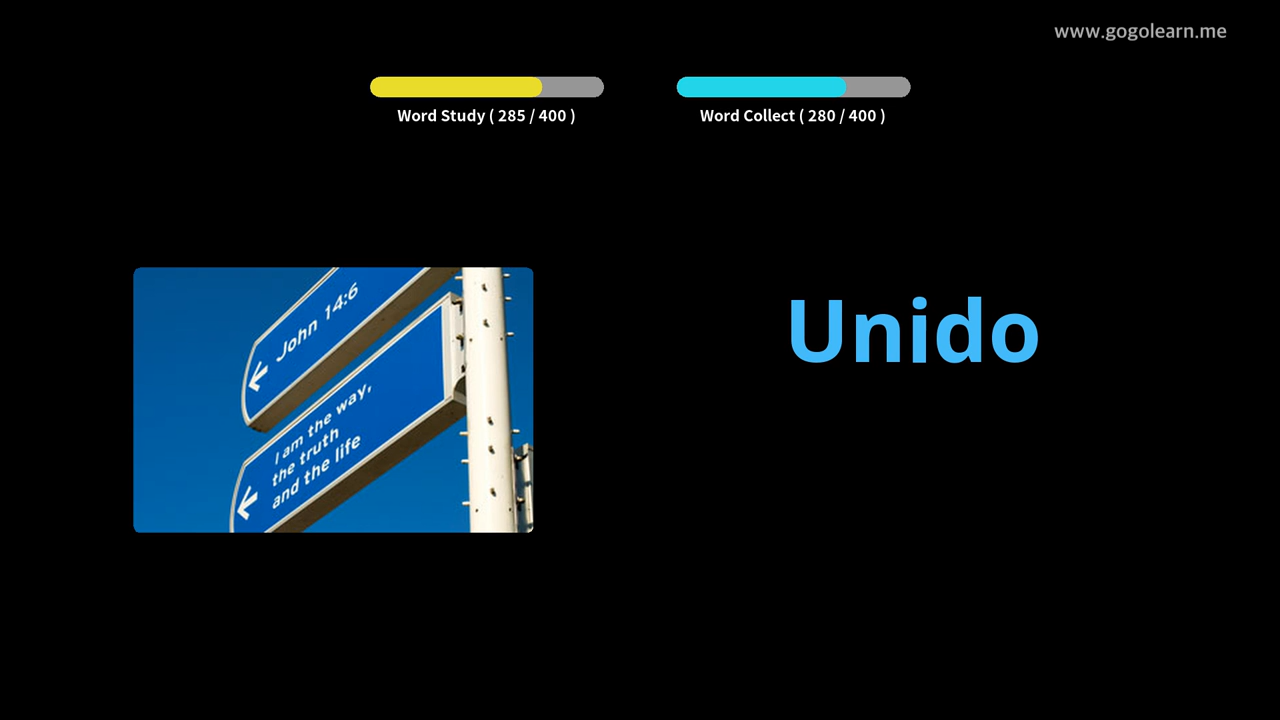 www.gogolearn.me
Word Study ( 285 / 400 )
Word Collect ( 280 / 400 )
John 14:6
I am the way,
the truth
and the life
Unido